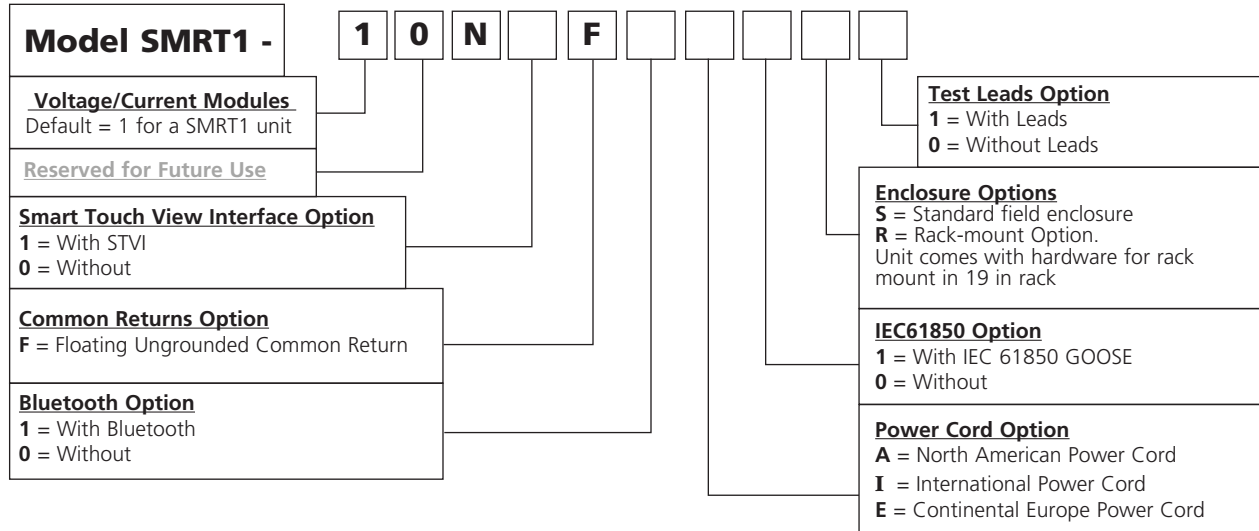 Model SMRT1 - 1 0 N F
Voltage/Current Modules
Default = 1 for a SMRT1 unit
Reserved for Future Use
Smart Touch View Interface Option
1 = With STVI
0 = Without
Common Returns Option
F = Floating Ungrounded Common Return
Bluetooth Option
1 = With Bluetooth
0 = Without
Test Leads Option
1 = With Leads
0 = Without Leads
Enclosure Options
S = Standard field enclosure
R = Rack-mount Option.
Unit comes with hardware for rack
mount in 19 in rack
IEC61850 Option
1 = With IEC 61850 GOOSE
0 = Without
Power Cord Option
A = North American Power Cord
I = International Power Cord
E = Continental Europe Power Cord